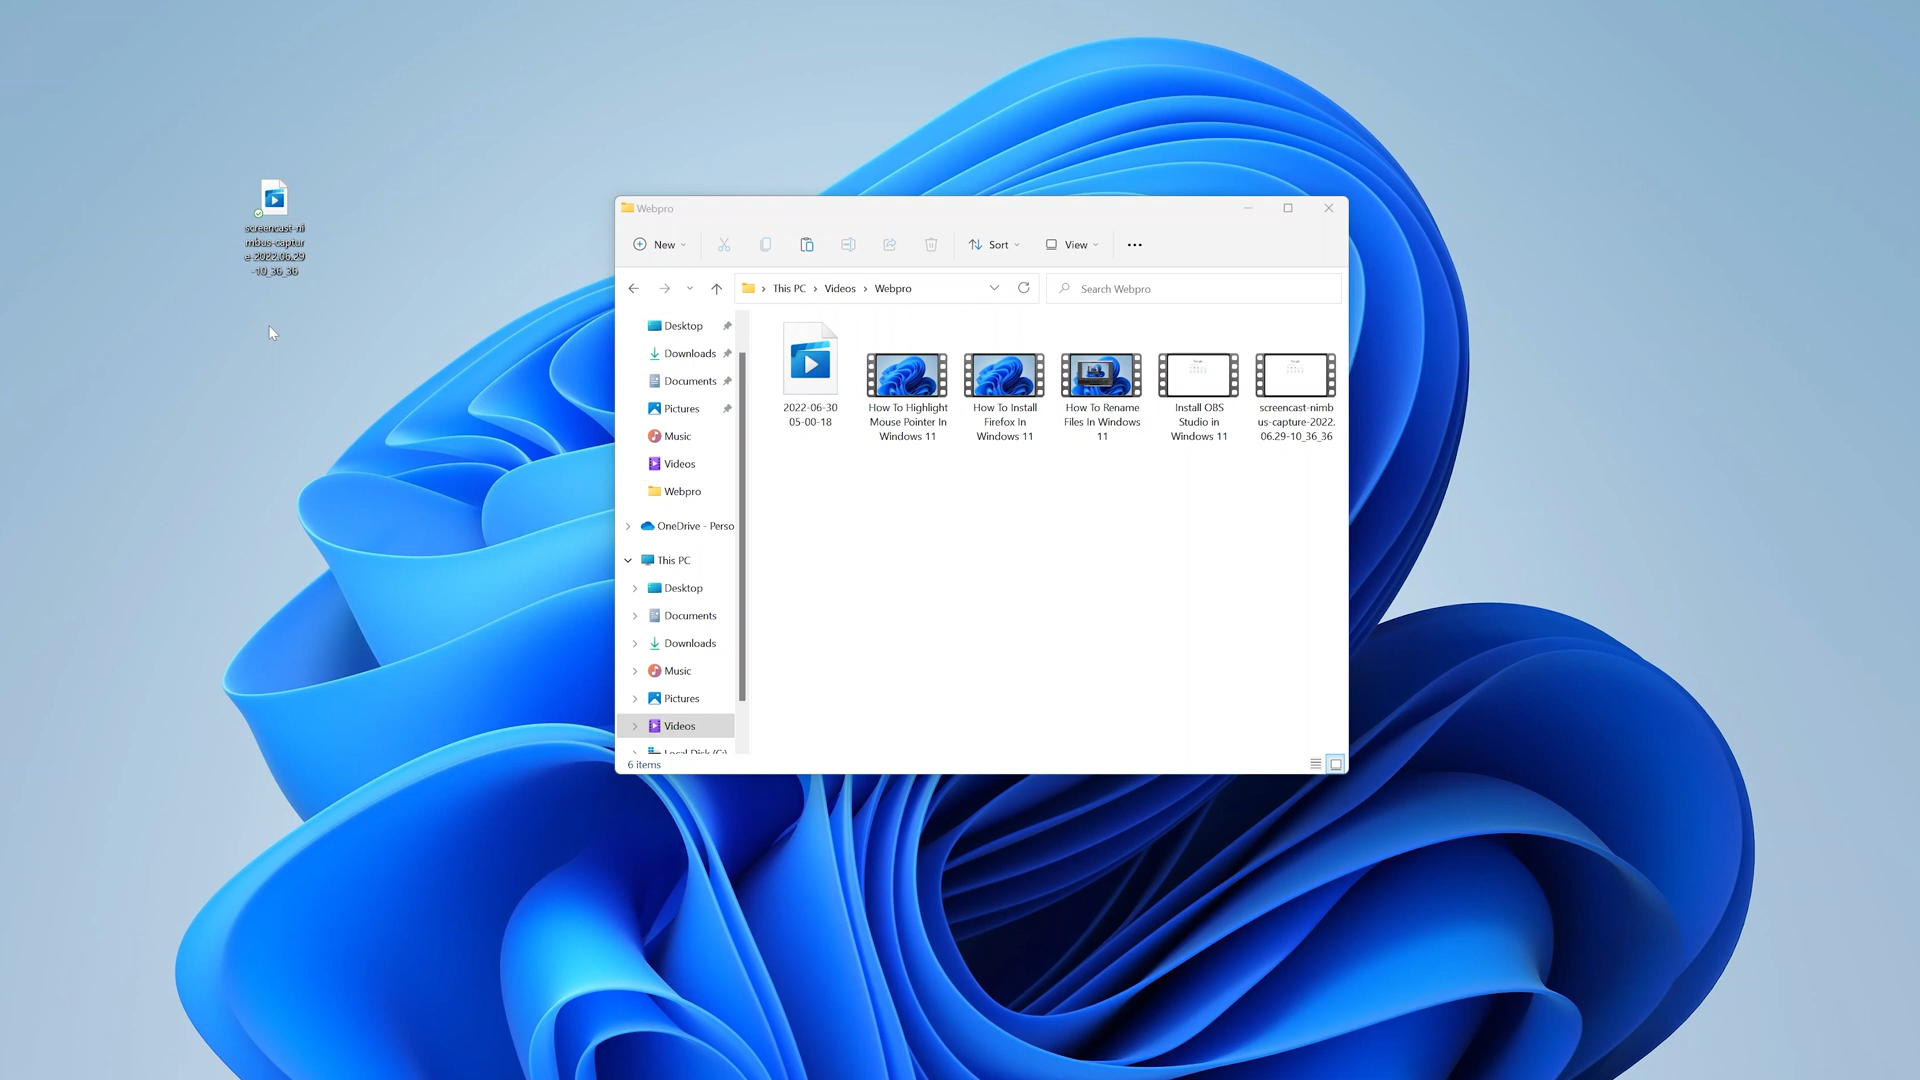 screencast-ni
mbus-captur
e-2022.06.29
-10_36_36
Webpro
New
Sort
View
This PC
Videos
Webpro
Search Webpro
Desktop
Downloads
Documents
Pictures
Music
Videos
Webpro
OneDrive - Perso
This PC
Desktop
Documents
Downloads
Music
Pictures
Videos
Local Disk (C:)
2022-06-30
05-00-18
How To Highlight
Mouse Pointer In
Windows 11
How To Install
Firefox In
Windows 11
How To Rename
Files In Windows
11
Install OBS
Studio in
Windows 11
screencast-nimb
us-capture-2022.
06.29-10_36_36
6 items